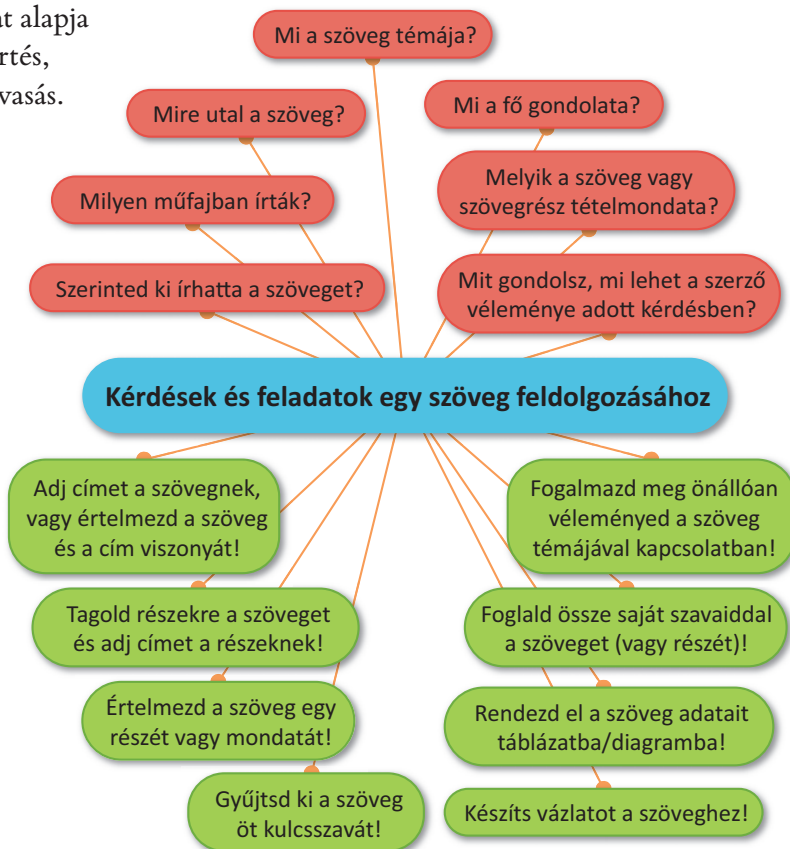 at alapja
rtés,
vasás.
Mi a szöveg témája?
Mire utal a szöveg?
Mi a fő gondolata?
Milyen műfajban írták?
Melyik a szöveg vagy
szövegrész tételmondata?
Szerinted ki írhatta a szöveget?
Mit gondolsz, mi lehet a szerző
véleménye adott kérdésben?
Kérdések és feladatok egy szöveg feldolgozásához
Adj címet a szövegnek,
vagy értelmezd a szöveg
és a cím viszonyát!
Fogalmazd meg önállóan
véleményed a szöveg
témájával kapcsolatban!
Tagold részekre a szöveget
és adj címet a részeknek!
Foglald össze saját szavaiddal
a szöveget (vagy részét)!
Értelmezd a szöveg egy
részét vagy mondatát!
Rendezd el a szöveg adatait
táblázatba/diagramba!
Gyűjtsd ki a szöveg
öt kulcsszavát!
Készíts vázlatot a szöveghez!